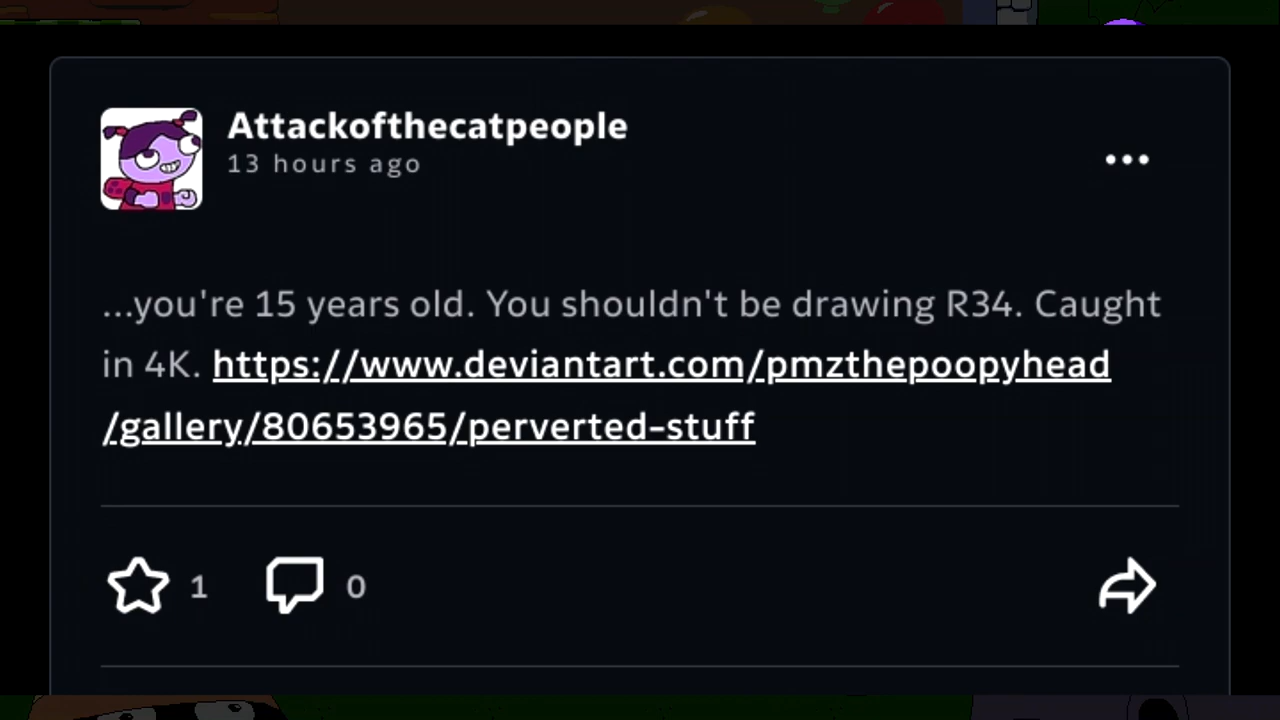 Attackofthecatpeople
13 hours ago
...you're 15 years old. You shouldn't be drawing R34. Caught
in 4K. https://www.deviantart.com/pmzthepoopyhead
/gallery/80653965/perverted-stuff
1 0